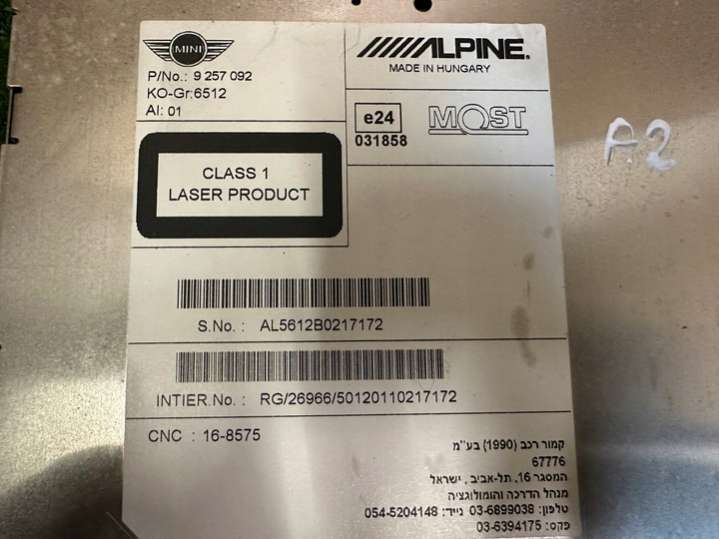 MINI
P/No.: 9 257 092
KO-Gr:6512
AI: 01
ALPINE.
MADE IN HUNGARY
e24
031858
MOST
CLASS 1
LASER PRODUCT
A2
S.No. : AL5612B0217172
INTIER.No. : RG/26966/50120110217172
CNC : 16-8575
קמור רכב (1990) בע"מ
67776
המסגר 16, תל-אביב, ישראל
מנהל הדרכה והומולוגציה
טלפון: 03-6899038 נייד: 054-5204148
פקס: 03-6394175